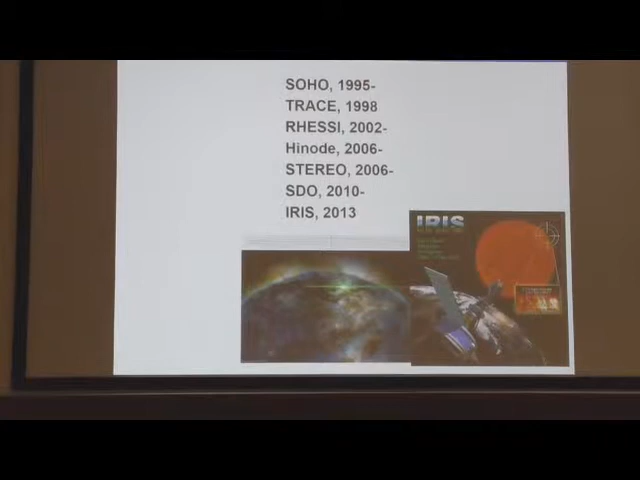 SOHO, 1995-
TRACE, 1998
RHESSI, 2002-
Hinode, 2006-
STEREO, 2006-
SDO, 2010-
IRIS, 2013
IRIS